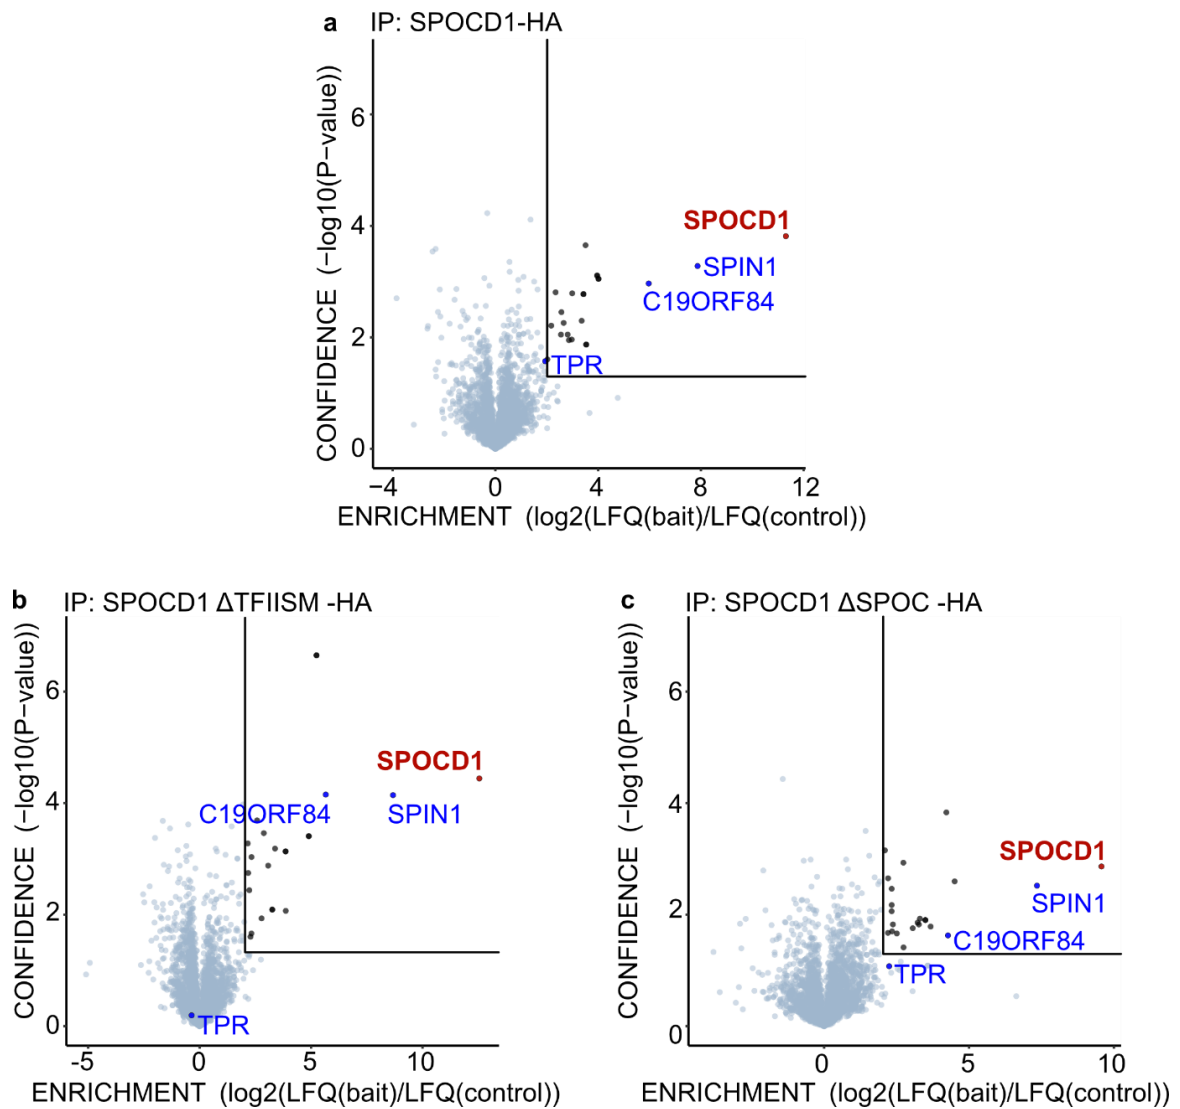 a IP: SPOCD1-HA
CONFIDENCE (−log10(P−value))
6
4
2
0
SPOCD1
SPIN1
C19ORF84
TPR
−4 0 4 8 12
ENRICHMENT (log2(LFQ(bait)/LFQ(control))
b IP: SPOCD1 ΔTFIISM -HA
CONFIDENCE (−log10(P−value))
6
4
2
0
SPOCD1
C19ORF84
SPIN1
TPR
-5 0 5 10
ENRICHMENT (log2(LFQ(bait)/LFQ(control))
c IP: SPOCD1 ΔSPOC -HA
CONFIDENCE (−log10(P−value))
6
4
2
0
SPOCD1
SPIN1
C19ORF84
TPR
0 5 10
ENRICHMENT (log2(LFQ(bait)/LFQ(control))